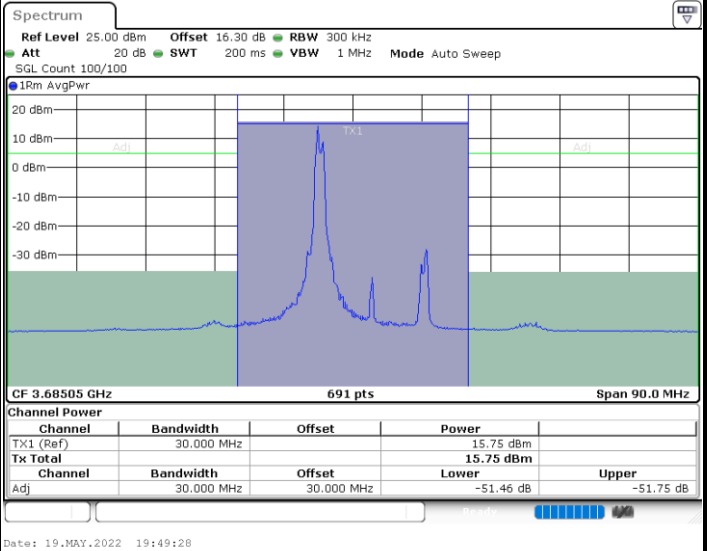 Spectrum
Ref Level 25.00 dBm Offset 16.30 dB RBW 300 kHz
Att 20 dB SWT 200 ms VBW 1 MHz Mode Auto Sweep
SGL Count 100/100
1Rm AvgPwr
20 dBm
TX1
10 dBm
Adj Adj
0 dBm
-10 dBm
-20 dBm
-30 dBm
CF 3.68505 GHz 691 pts Span 90.0 MHz
Channel Power
Channel Bandwidth Offset Power
TX1 (Ref) 30.000 MHz 15.75 dBm
Tx Total 15.75 dBm
Channel Bandwidth Offset Lower Upper
Adj 30.000 MHz 30.000 MHz -51.46 dB -51.75 dB
Ready
Date: 19.MAY.2022 19:49:28